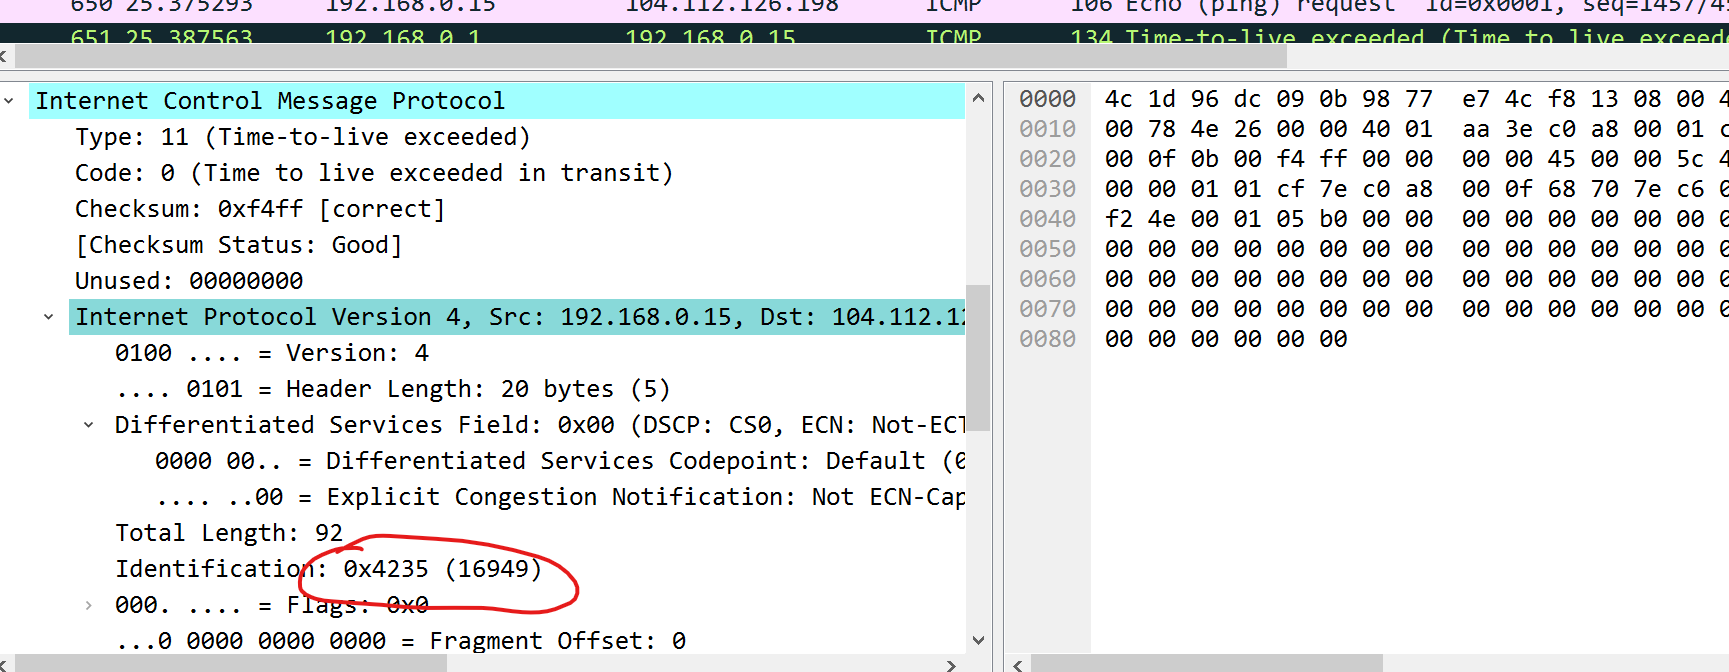 650 25.375293 192.168.0.15 104.112.126.198 ICMP 106 Echo (ping) request id=0x0001, seq=1457/4
651 25.387563 192.168.0.1 192.168.0.15 ICMP 134 Time-to-live exceeded (Time to live exceed
Internet Control Message Protocol
Type: 11 (Time-to-live exceeded)
Code: 0 (Time to live exceeded in transit)
Checksum: 0xf4ff [correct]
[Checksum Status: Good]
Unused: 00000000
Internet Protocol Version 4, Src: 192.168.0.15, Dst: 104.112.12
0100 .... = Version: 4
.... 0101 = Header Length: 20 bytes (5)
Differentiated Services Field: 0x00 (DSCP: CS0, ECN: Not-ECT
0000 00.. = Differentiated Services Codepoint: Default (0
.... ..00 = Explicit Congestion Notification: Not ECN-Cap
Total Length: 92
Identification: 0x4235 (16949)
000. .... = Flags: 0x0
...0 0000 0000 0000 = Fragment Offset: 0
0000 4c 1d 96 dc 09 0b 98 77 e7 4c f8 13 08 00 4
0010 00 78 4e 26 00 00 40 01 aa 3e c0 a8 00 01 c
0020 00 0f 0b 00 f4 ff 00 00 00 00 45 00 00 5c 4
0030 00 00 01 01 cf 7e c0 a8 00 0f 68 70 7e c6 0
0040 f2 4e 00 01 05 b0 00 00 00 00 00 00 00 00 0
0050 00 00 00 00 00 00 00 00 00 00 00 00 00 00 0
0060 00 00 00 00 00 00 00 00 00 00 00 00 00 00 0
0070 00 00 00 00 00 00 00 00 00 00 00 00 00 00 0
0080 00 00 00 00 00 00